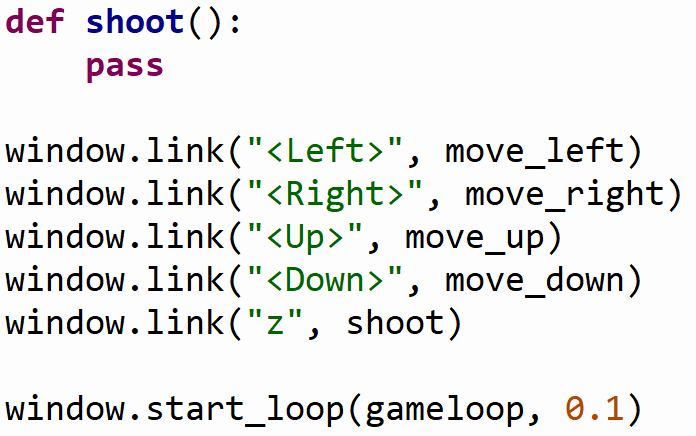 def shoot():
    pass
window.link("<Left>", move_left)
window.link("<Right>", move_right)
window.link("<Up>", move_up)
window.link("<Down>", move_down)
window.link("z", shoot)
window.start_loop(gameloop, 0.1)